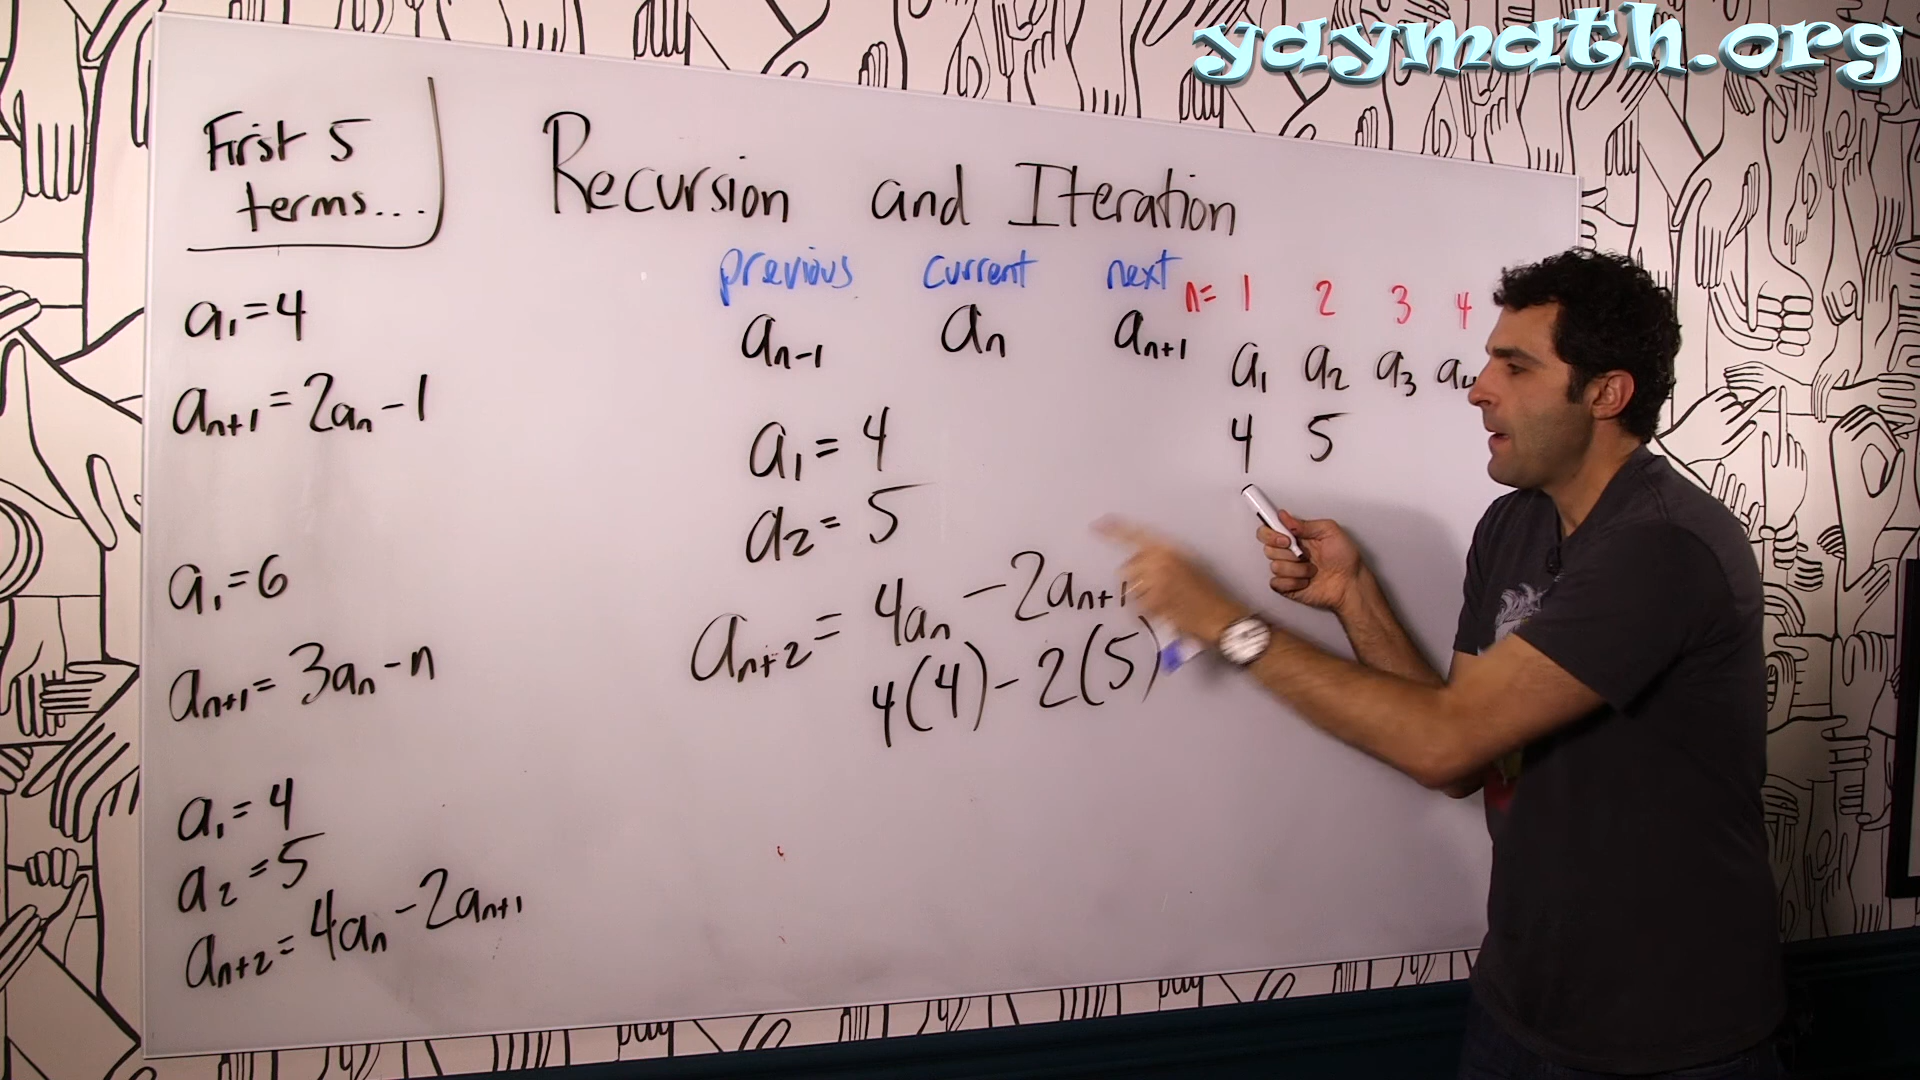 yaymath.org
First 5
terms...
Recursion and Iteration
previous current next
aₙ₋₁ aₙ aₙ₊₁
n= 1 2 3 4
a₁ a₂ a₃ a₄
4 5
a₁=4
aₙ₊₁=2aₙ-1
a₁=6
aₙ₊₁=3aₙ-n
a₁=4
a₂=5
aₙ₊₂=4aₙ-2aₙ₊₁
a₁=4
a₂=5
aₙ₊₂=4aₙ-2aₙ₊₁
4(4)-2(5)